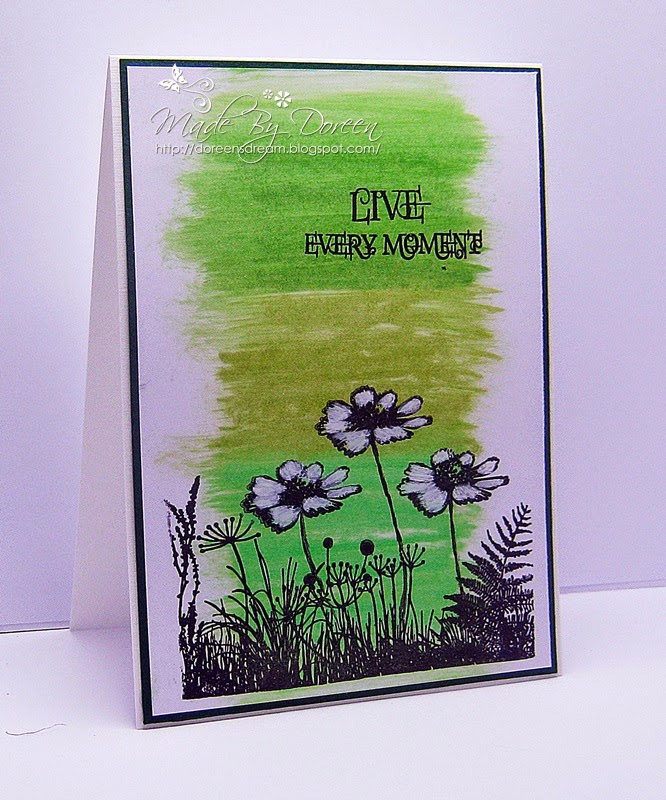 Made By Doreen
http://doreensdream.blogspot.com/
LIVE
EVERY MOMENT